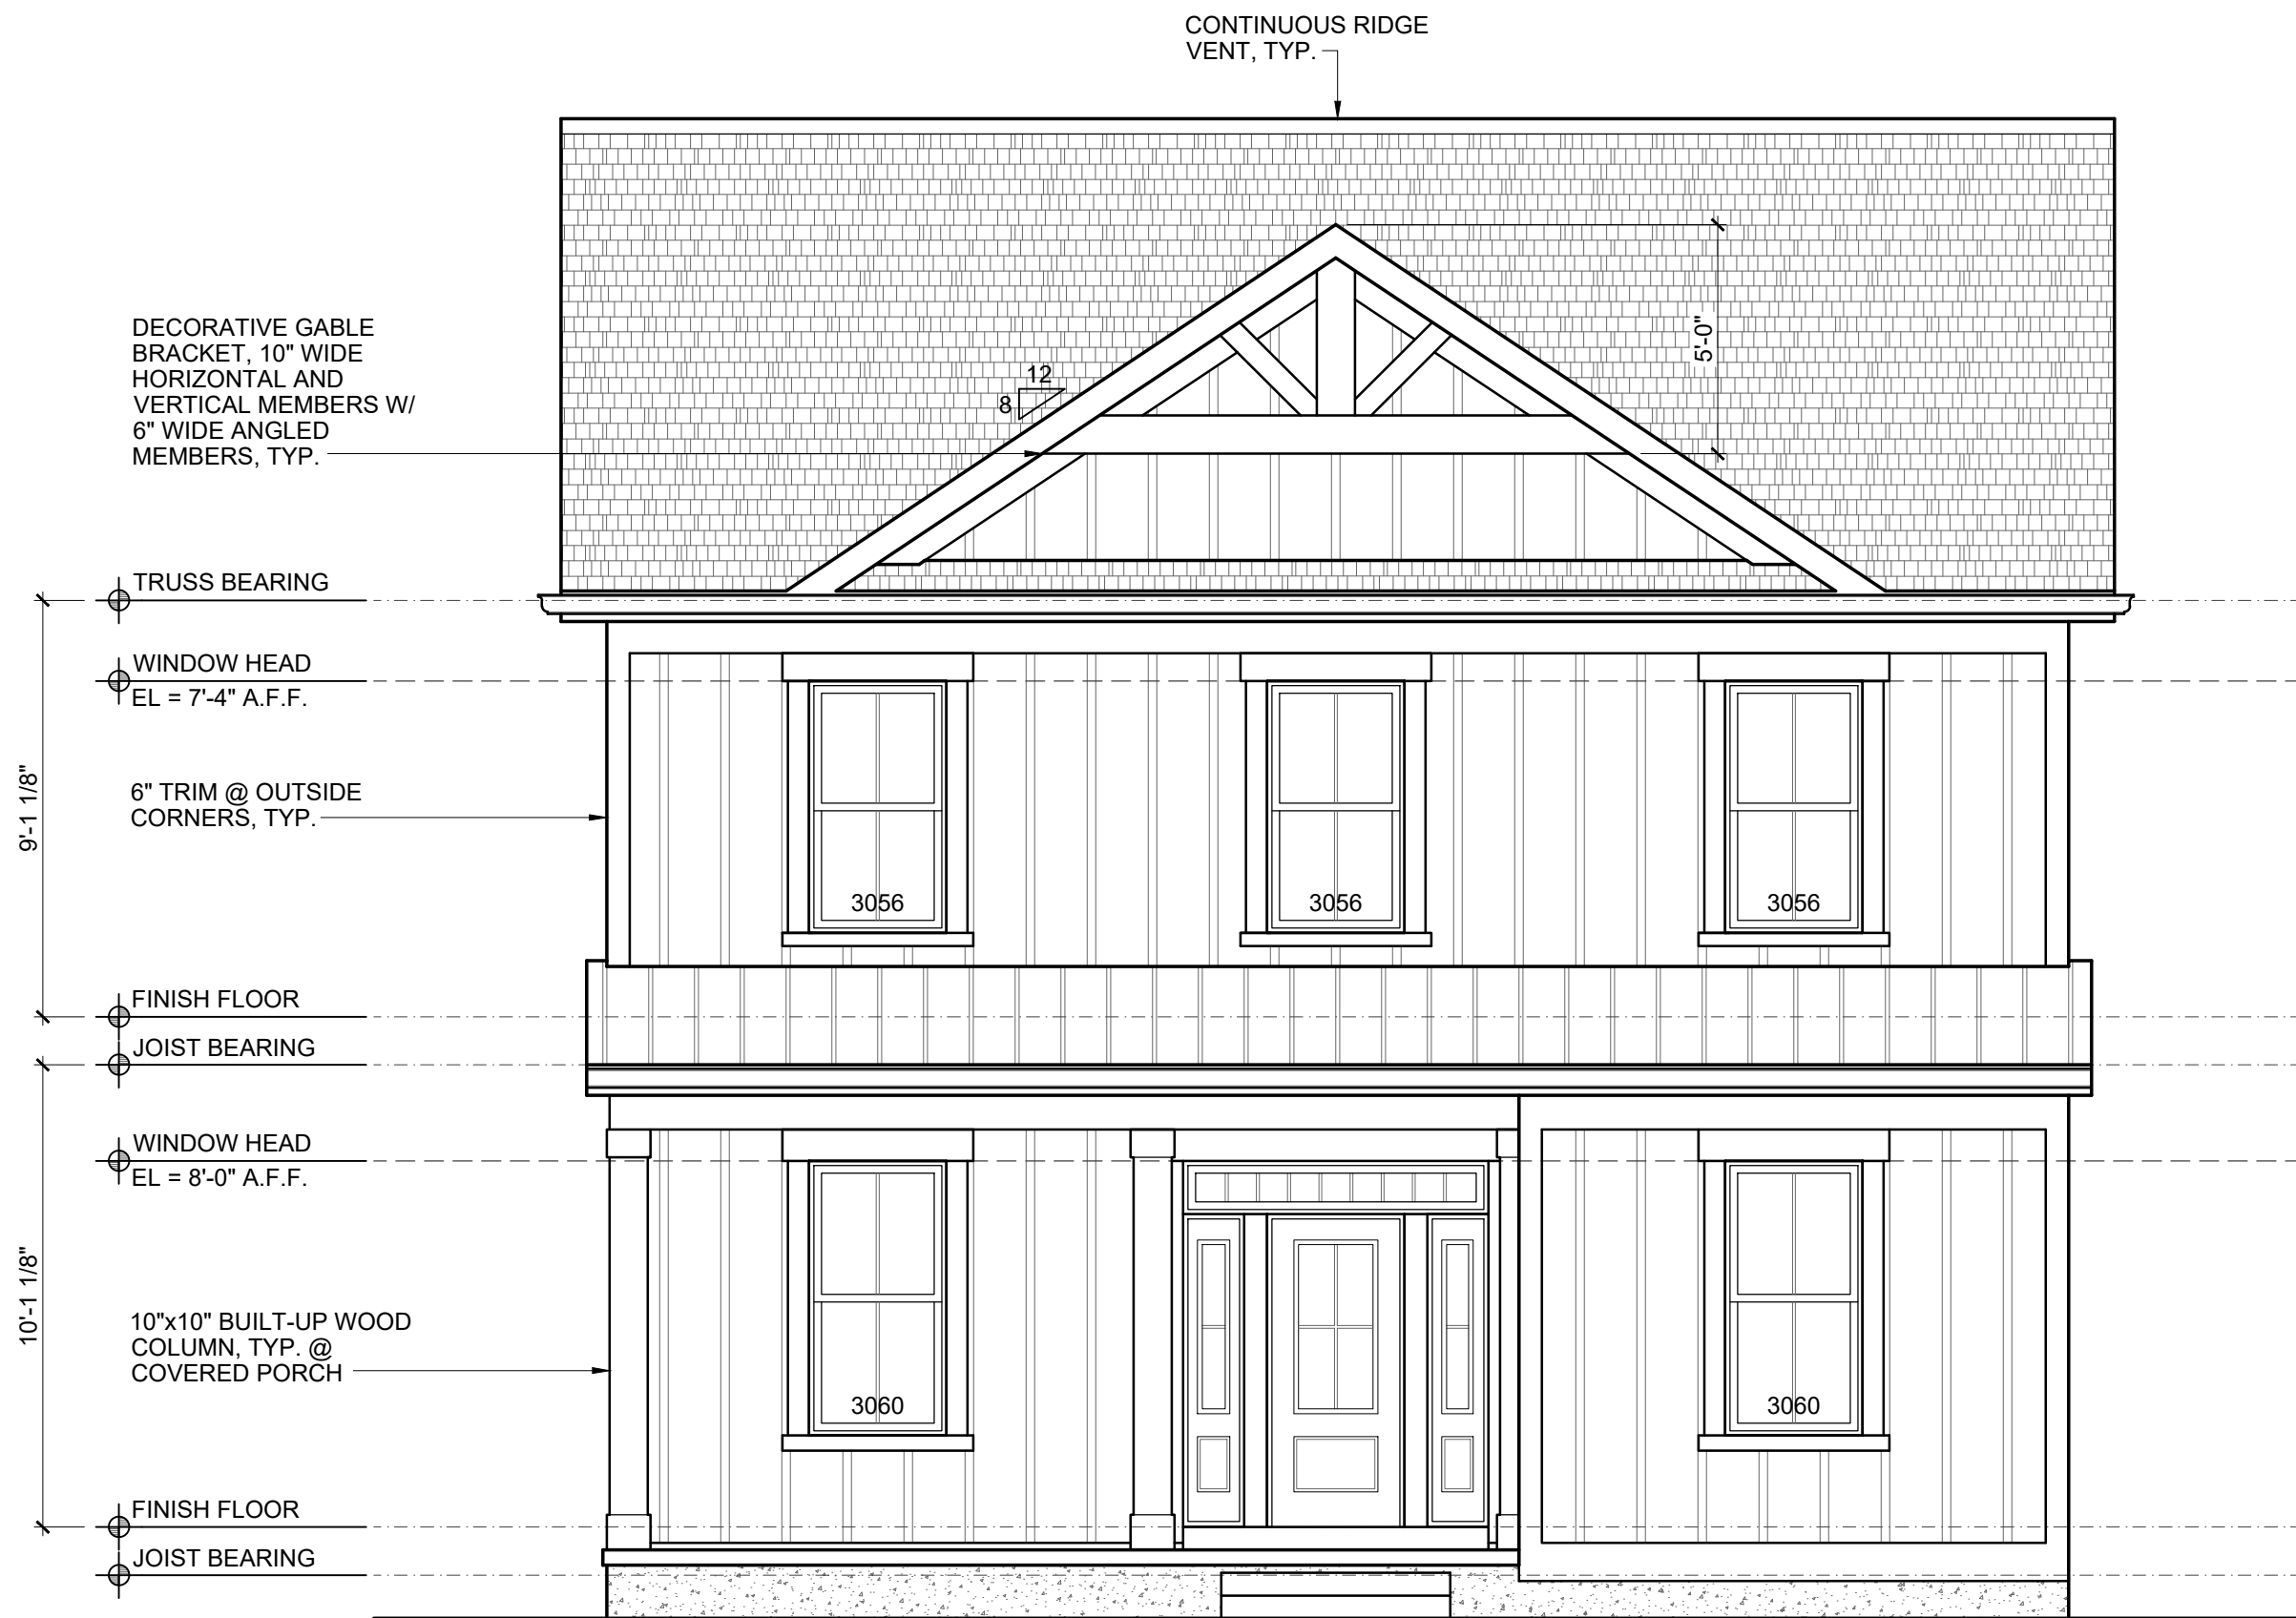 CONTINUOUS RIDGE
VENT, TYP.
DECORATIVE GABLE
BRACKET, 10" WIDE
HORIZONTAL AND
VERTICAL MEMBERS W/
6" WIDE ANGLED
MEMBERS, TYP.
12
8
5'-0"
TRUSS BEARING
WINDOW HEAD
EL = 7'-4" A.F.F.
9'-1 1/8"
6" TRIM @ OUTSIDE
CORNERS, TYP.
3056
3056
3056
FINISH FLOOR
JOIST BEARING
WINDOW HEAD
EL = 8'-0" A.F.F.
10'-1 1/8"
10"x10" BUILT-UP WOOD
COLUMN, TYP. @
COVERED PORCH
3060
3060
FINISH FLOOR
JOIST BEARING